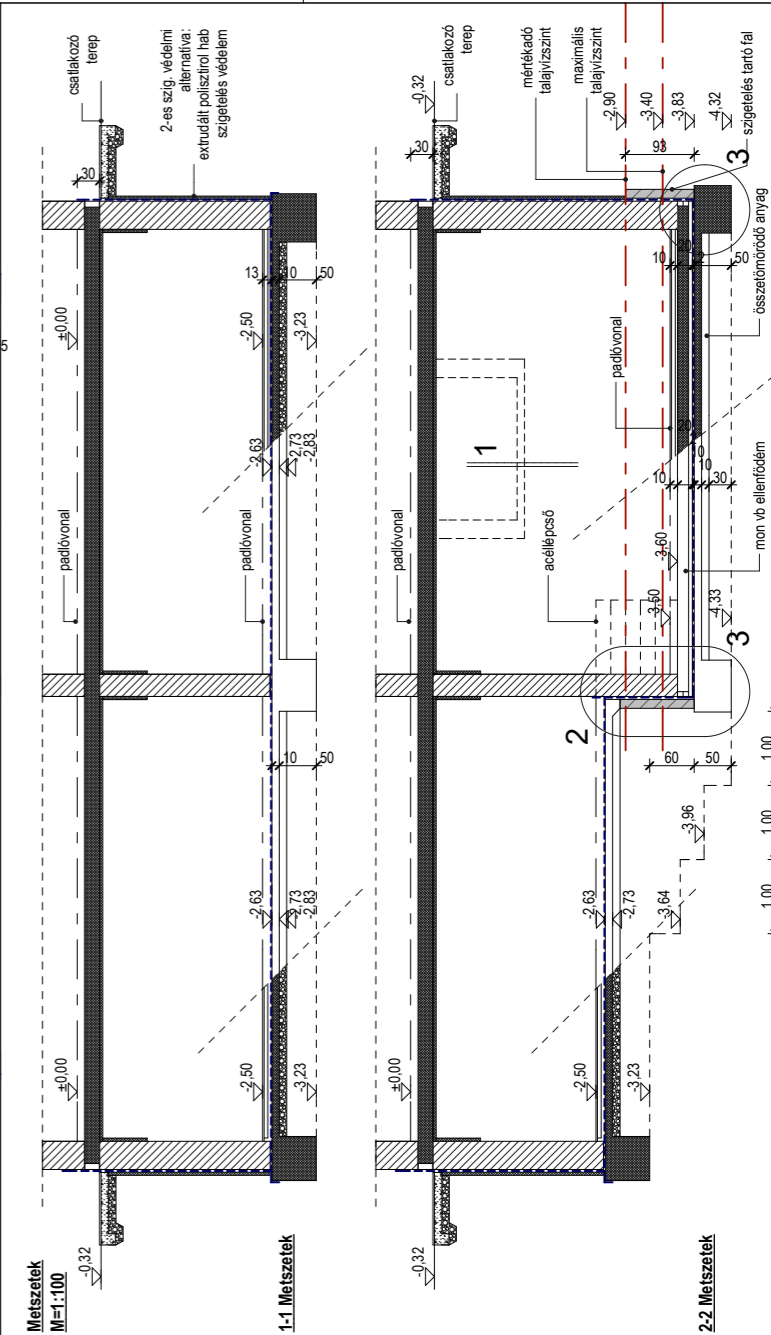 Metszetek
M=1:100
1-1 Metszetek
-0,32
±0,00
-2,50
-3,23
-2,63
-2,73
-2,83
10
50
padlóvonal
padlóvonal
-2,63
-2,73
-2,83
±0,00
-2,50
-3,23
13
10
50
30
csatlakozó
terep
2-es szig. védelmi
alternatíva:
extrudált polisztirol hab
szigetelés védelem
2-2 Metszetek
-0,32
±0,00
-2,50
-3,23
-2,63
-2,73
-3,64
-3,96
1,00
1,00
1,00
60
50
2
3
padlóvonal
acéllépcső
-3,60
-3,60
-4,33
mon vb ellenfödém
1
padlóvonal
10
20
10
30
10
20
50
30
-0,32
csatlakozó
terep
mértékadó
talajvízszint
maximális
talajvízszint
-2,90
-3,40
-3,83
-4,32
93
3
szigetelés tartó fal
összetömörödő anyag
5